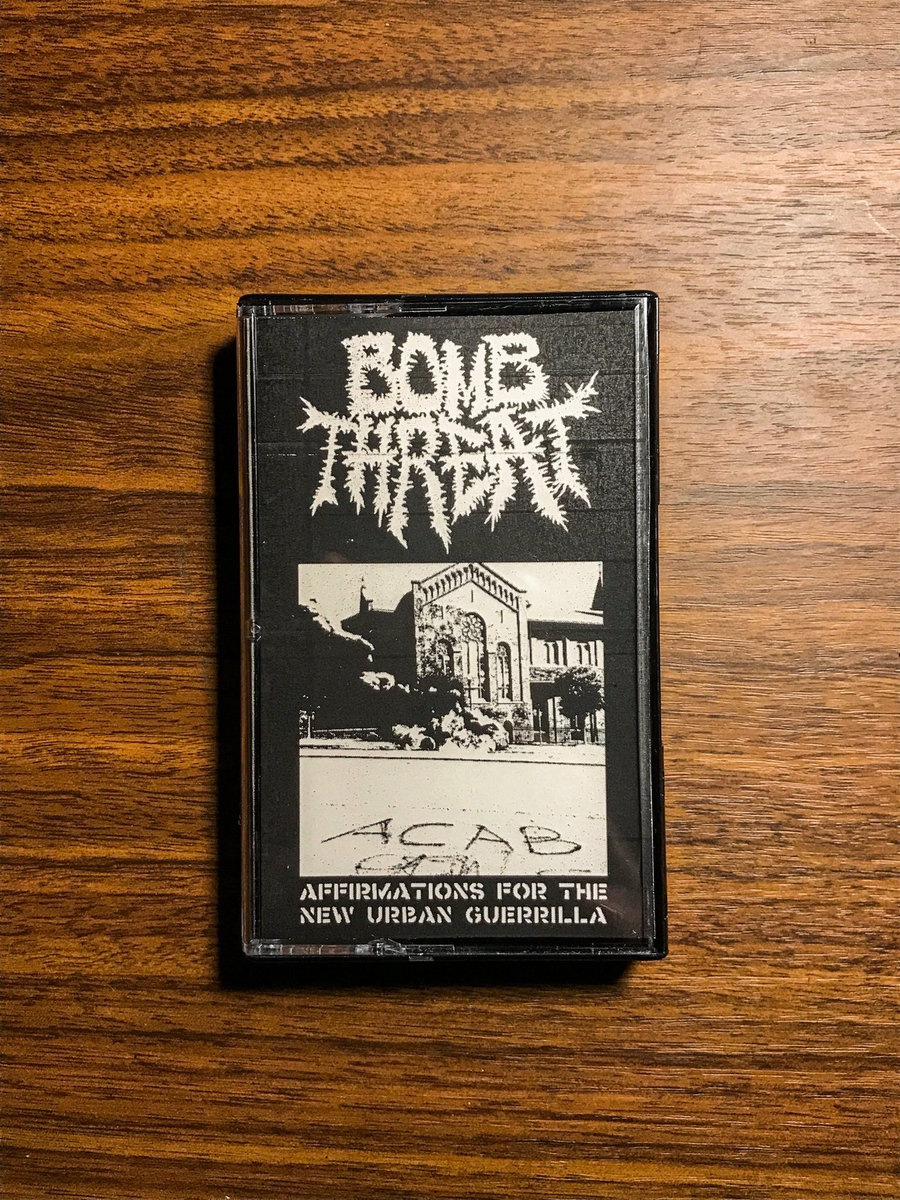 BOMB
THREAT
ACAB
AFFIRMATIONS FOR THE
NEW URBAN GUERRILLA